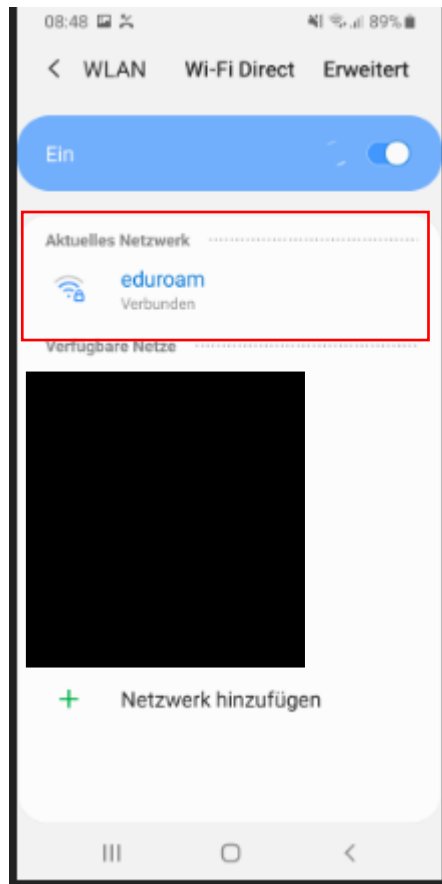 08:48 89%
WLAN Wi-Fi Direct Erweitert
Ein
Aktuelles Netzwerk
eduroam
Verbunden
Verfügbare Netze
Netzwerk hinzufügen